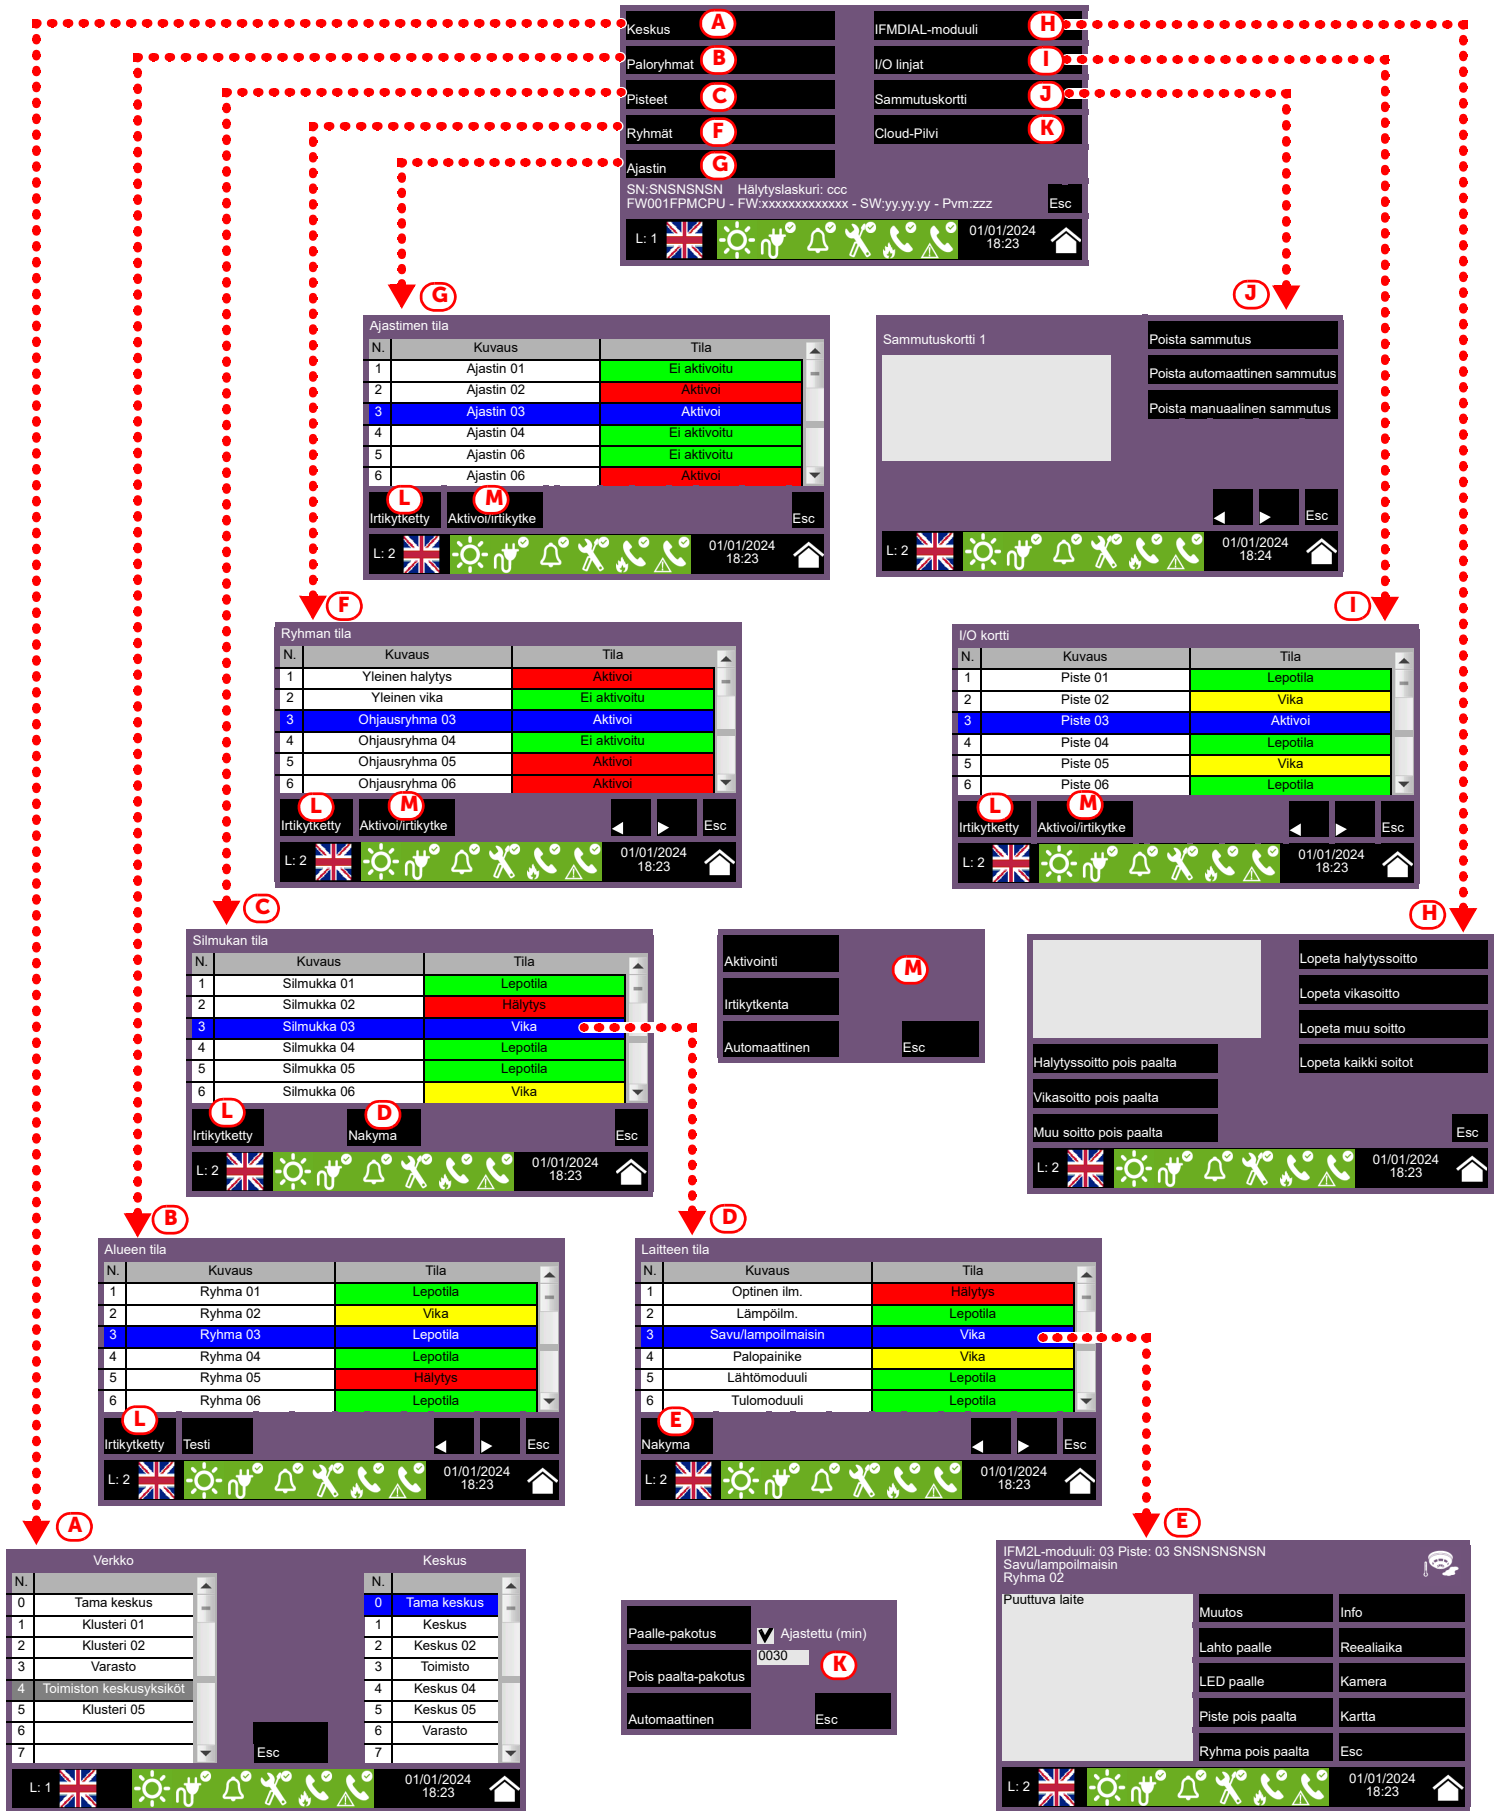 Keskus A
IFMDIAL-moduuli H
Paloryhmat B
I/O linjat I
Pisteet C
Sammutuskortti J
Ryhmät F
Cloud-Pilvi K
Ajastin G
SN:SNSNSNSN Hälytyslaskuri: ccc
FW001FPMCPU - FW:xxxxxxxxxxxxx - SW:yy.yy.yy - Pvm:zzz
Esc
L: 1
01/01/2024
18:23
G
Ajastimen tila
N. Kuvaus Tila
1 Ajastin 01 Ei aktivoitu
2 Ajastin 02 Aktivoi
3 Ajastin 03 Aktivoi
4 Ajastin 04 Ei aktivoitu
5 Ajastin 06 Ei aktivoitu
6 Ajastin 06 Aktivoi
L M
Irtikytketty Aktivoi/irtikytke Esc
L: 2
01/01/2024
18:23
J
Sammutuskortti 1
Poista sammutus
Poista automaattinen sammutus
Poista manuaalinen sammutus
Esc
L: 2
01/01/2024
18:24
F
Ryhman tila
N. Kuvaus Tila
1 Yleinen halytys Aktivoi
2 Yleinen vika Ei aktivoitu
3 Ohjausryhma 03 Aktivoi
4 Ohjausryhma 04 Ei aktivoitu
5 Ohjausryhma 05 Aktivoi
6 Ohjausryhma 06 Aktivoi
L M
Irtikytketty Aktivoi/irtikytke Esc
L: 2
01/01/2024
18:23
I
I/O kortti
N. Kuvaus Tila
1 Piste 01 Lepotila
2 Piste 02 Vika
3 Piste 03 Aktivoi
4 Piste 04 Lepotila
5 Piste 05 Vika
6 Piste 06 Lepotila
L M
Irtikytketty Aktivoi/irtikytke Esc
L: 2
01/01/2024
18:23
C
Silmukan tila
N. Kuvaus Tila
1 Silmukka 01 Lepotila
2 Silmukka 02 Hälytys
3 Silmukka 03 Vika
4 Silmukka 04 Lepotila
5 Silmukka 05 Lepotila
6 Silmukka 06 Vika
L D
Irtikytketty Nakyma Esc
L: 2
01/01/2024
18:23
Aktivointi
M
Irtikytkenta
Automaattinen Esc
H
Lopeta halytyssoitto
Lopeta vikasoitto
Lopeta muu soitto
Halytyssoitto pois paalta Lopeta kaikki soitot
Vikasoitto pois paalta
Muu soitto pois paalta Esc
L: 2
01/01/2024
18:23
B
Alueen tila
N. Kuvaus Tila
1 Ryhma 01 Lepotila
2 Ryhma 02 Vika
3 Ryhma 03 Lepotila
4 Ryhma 04 Lepotila
5 Ryhma 05 Hälytys
6 Ryhma 06 Lepotila
L
Irtikytketty Testi Esc
L: 2
01/01/2024
18:23
D
Laitteen tila
N. Kuvaus Tila
1 Optinen ilm. Hälytys
2 Lämpöilm. Lepotila
3 Savu/lampoilmaisin Vika
4 Palopainike Vika
5 Lähtömoduuli Lepotila
6 Tulomoduuli Lepotila
E
Nakyma Esc
L: 2
01/01/2024
18:23
A
Verkko Keskus
N. N.
0 Tama keskus 0 Tama keskus
1 Klusteri 01 1 Keskus
2 Klusteri 02 2 Keskus 02
3 Varasto 3 Toimisto
4 Toimiston keskusyksiköt 4 Keskus 04
5 Klusteri 05 5 Keskus 05
6 6 Varasto
7 Esc 7
L: 1
01/01/2024
18:23
Paalle-pakotus Ajastettu (min)
0030
K
Pois paalta-pakotus
Automaattinen Esc
E
IFM2L-moduuli: 03 Piste: 03 SNSNSNSNSN
Savu/lampoilmaisin
Ryhma 02
Puuttuva laite
Muutos Info
Lahto paalle Reealiaika
LED paalle Kamera
Piste pois paalta Kartta
Ryhma pois paalta Esc
L: 2
01/01/2024
18:23